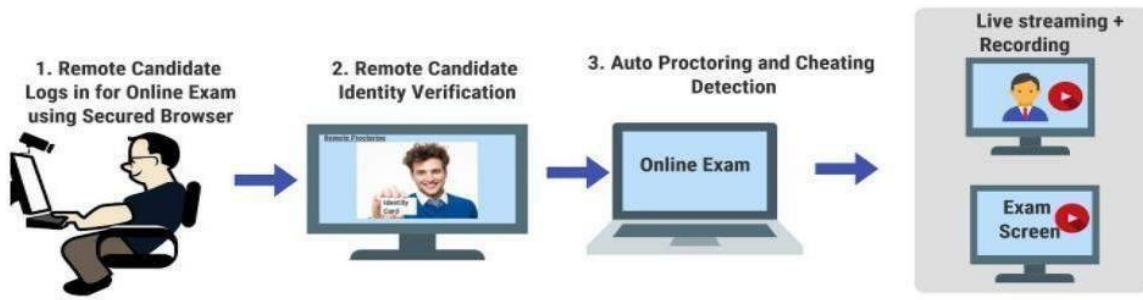 1. Remote Candidate
Logs in for Online Exam
using Secured Browser
2. Remote Candidate
Identity Verification
Remote Proctoring
Identity
Card
3. Auto Proctoring and Cheating
Detection
Online Exam
Live streaming +
Recording
Exam
Screen